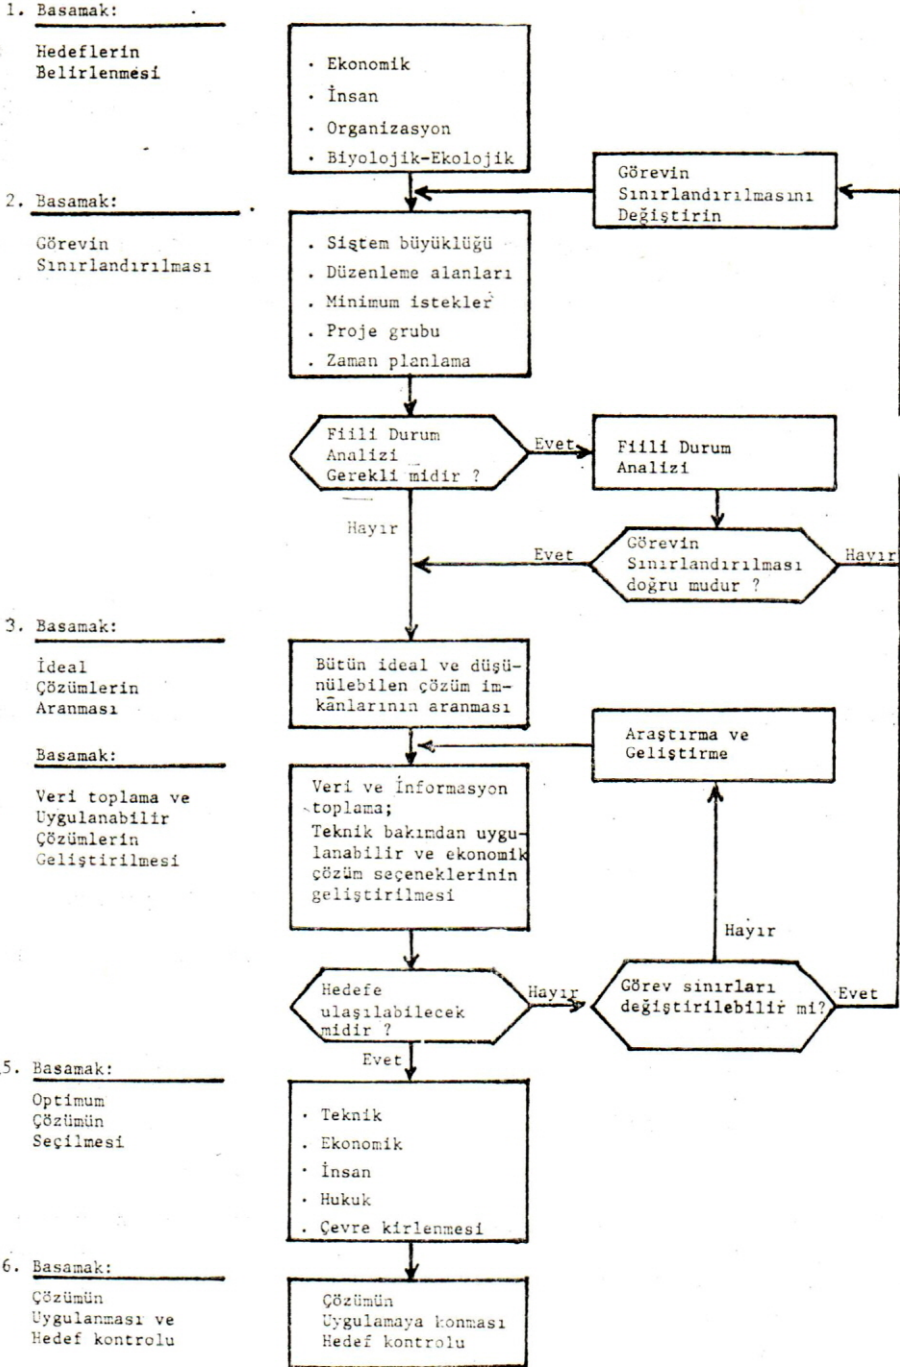 1. Basamak:
Hedeflerin
Belirlenmesi
· Ekonomik
· İnsan
· Organizasyon
· Biyolojik-Ekolojik
Görevin
Sınırlandırılmasını
Değiştirin
2. Basamak:
Görevin
Sınırlandırılması
. Sistem büyüklüğü
. Düzenleme alanları
. Minimum istekler
. Proje grubu
. Zaman planlama
Fiili Durum
Analizi
Gerekli midir ?
Evet
Fiili Durum
Analizi
Hayır
Evet
Görevin
Sınırlandırılması
doğru mudur ?
Hayır
3. Basamak:
İdeal
Çözümlerin
Aranması
Bütün ideal ve düşü-
nülebilen çözüm im-
kânlarının aranması
Araştırma ve
Geliştirme
Basamak:
Veri toplama ve
Uygulanabilir
Çözümlerin
Geliştirilmesi
Veri ve İnformasyon
toplama;
Teknik bakımdan uygu-
lanabilir ve ekonomik
çözüm seçeneklerinin
geliştirilmesi
Hayır
Hedefe
ulaşılabilecek
midir ?
Hayır
Görev sınırları
değiştirilebilir mi?
Evet
Evet
5. Basamak:
Optimum
Çözümün
Seçilmesi
· Teknik
. Ekonomik
· İnsan
· Hukuk
. Çevre kirlenmesi
6. Basamak:
Çözümün
Uygulanması ve
Hedef kontrolu
Çözümün
Uygulamaya konması
Hedef kontrolu